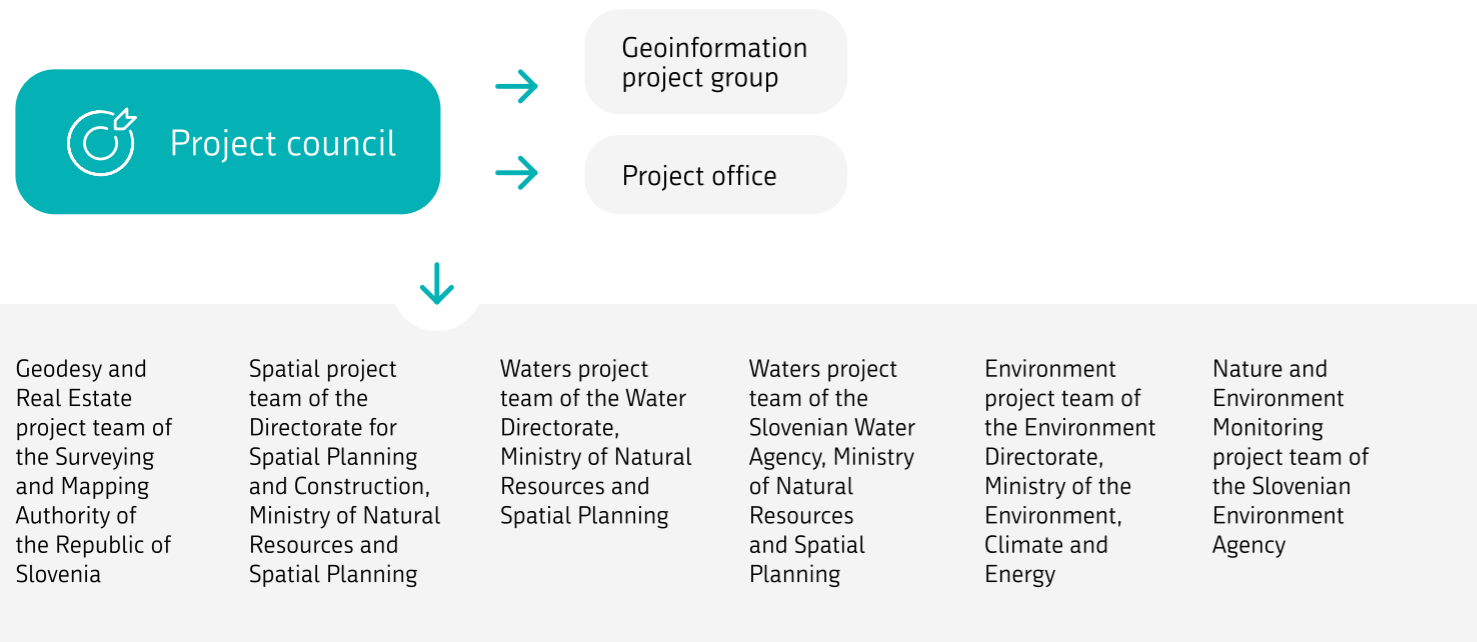 Project council
Geoinformation
project group
Project office
Geodesy and
Real Estate
project team of
the Surveying
and Mapping
Authority of
the Republic of
Slovenia
Spatial project
team of the
Directorate for
Spatial Planning
and Construction,
Ministry of Natural
Resources and
Spatial Planning
Waters project
team of the Water
Directorate,
Ministry of Natural
Resources and
Spatial Planning
Waters project
team of the
Slovenian Water
Agency, Ministry
of Natural
Resources
and Spatial
Planning
Environment
project team of
the Environment
Directorate,
Ministry of the
Environment,
Climate and
Energy
Nature and
Environment
Monitoring
project team of
the Slovenian
Environment
Agency